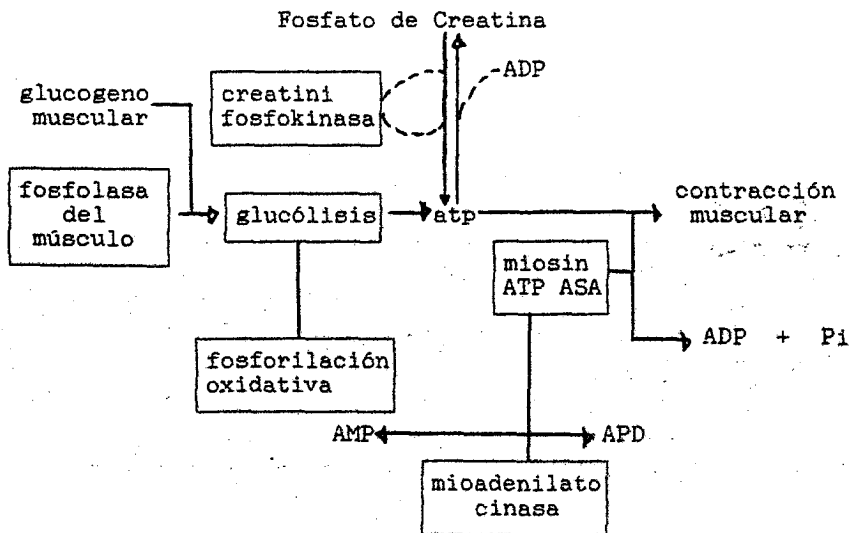 Fosfato de Creatina
ADP
creatini
fosfokinasa
glucogeno
muscular
fosfolasa
del
músculo
glucólisis
atp
contracción
muscular
miosin
ATP ASA
ADP + Pi
fosforilación
oxidativa
AMP
APD
mioadenilato
cinasa